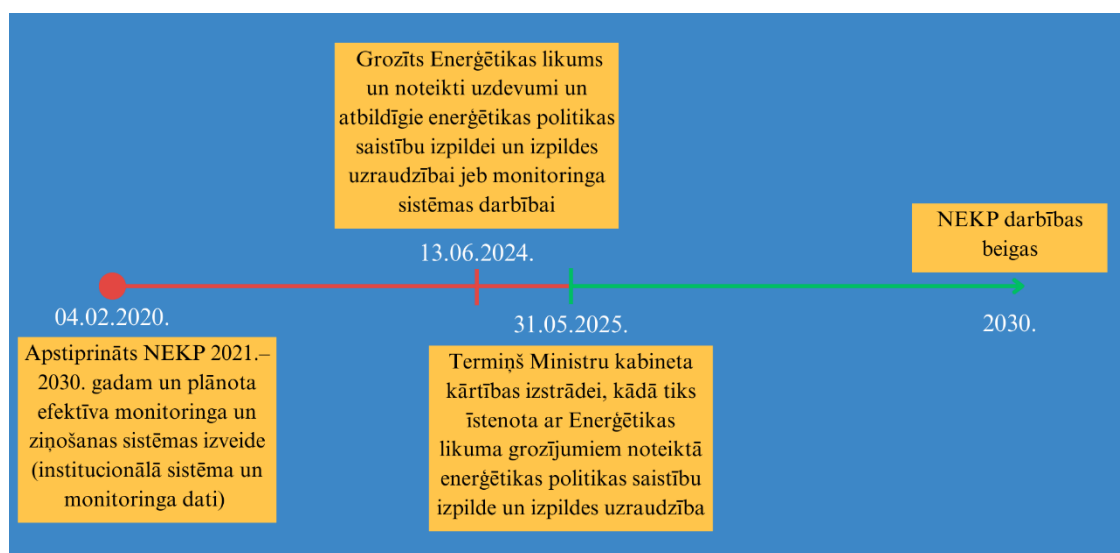 Grozīts Enerģētikas likums
un noteikti uzdevumi un
atbildīgie enerģētikas politikas
saistību izpildei un izpildes
uzraudzībai jeb monitoringa
sistēmas darbībai
13.06.2024.
NEKP darbības
beigas
04.02.2020.
31.05.2025.
2030.
Apstiprināts NEKP 2021.–
2030. gadam un plānota
efektīva monitoringa un
ziņošanas sistēmas izveide
(institucionālā sistēma un
monitoringa dati)
Termiņš Ministru kabineta
kārtības izstrādei, kādā tiks
īstenota ar Enerģētikas
likuma grozījumiem noteiktā
enerģētikas politikas saistību
izpilde un izpildes uzraudzība